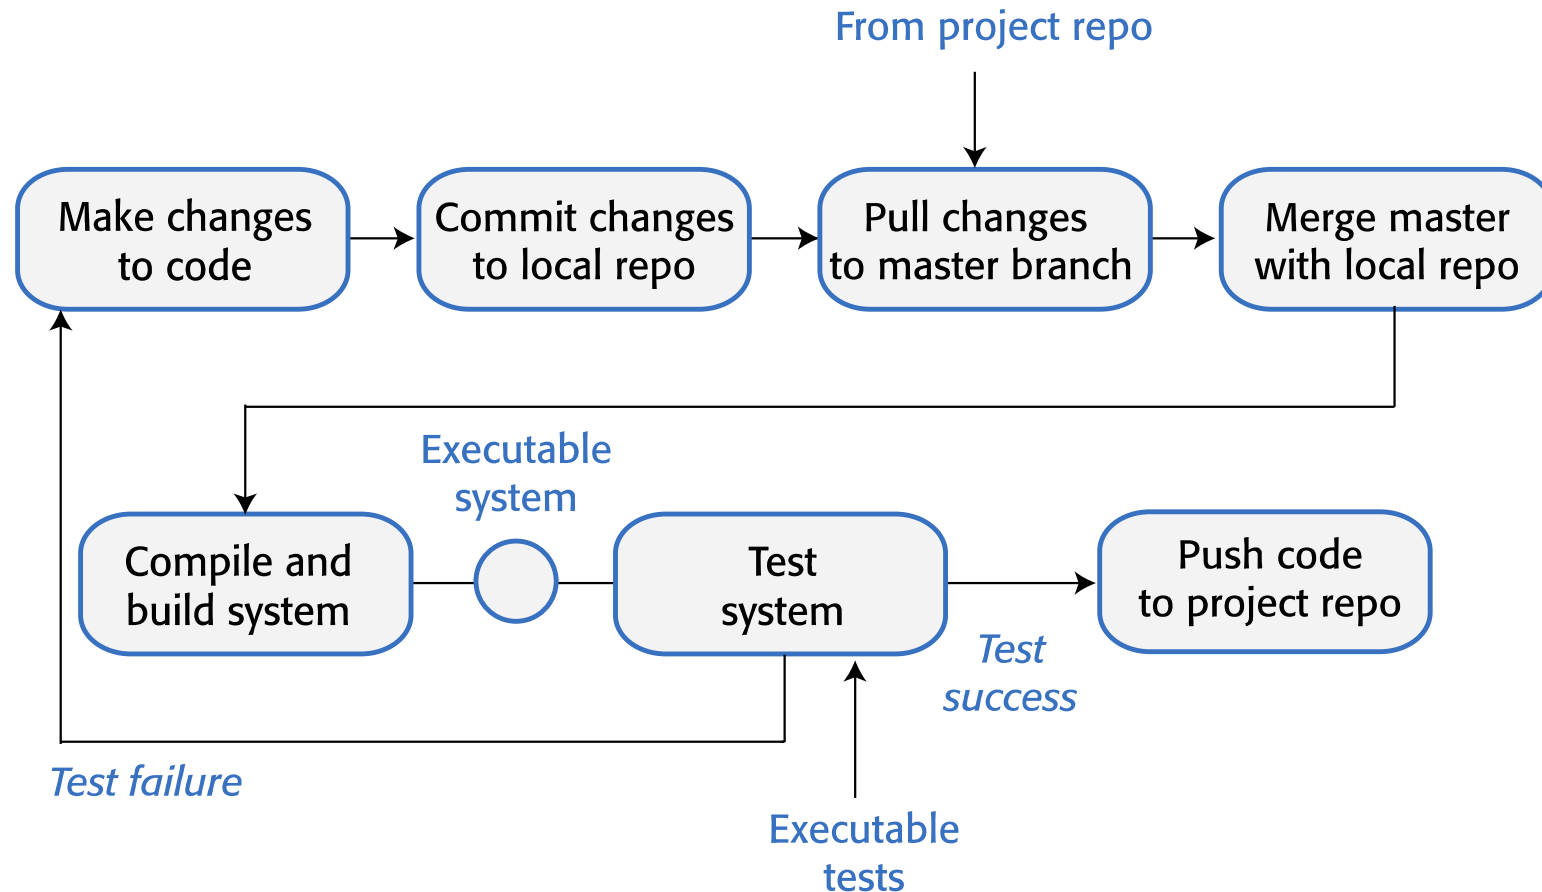 From project repo
Make changes
to code
Commit changes
to local repo
Pull changes
to master branch
Merge master
with local repo
Executable
system
Compile and
build system
Test
system
Push code
to project repo
Test
success
Test failure
Executable
tests